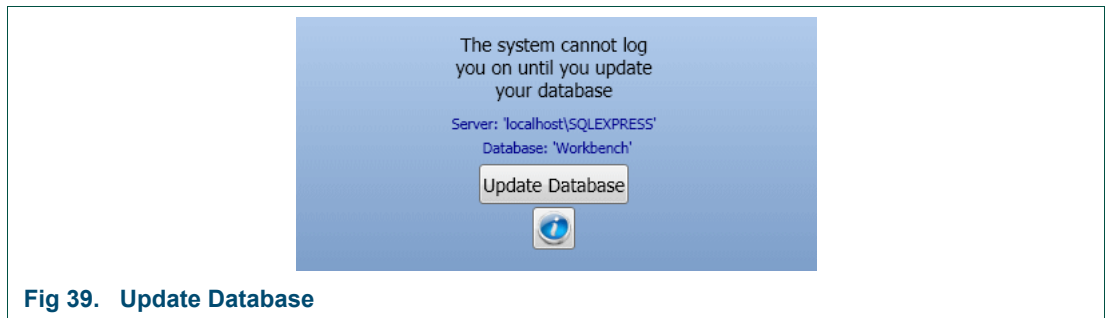 The system cannot log
you on until you update
your database
Server: 'localhost\SQLEXPRESS'
Database: 'Workbench'
Update Database
i
Fig 39. Update Database